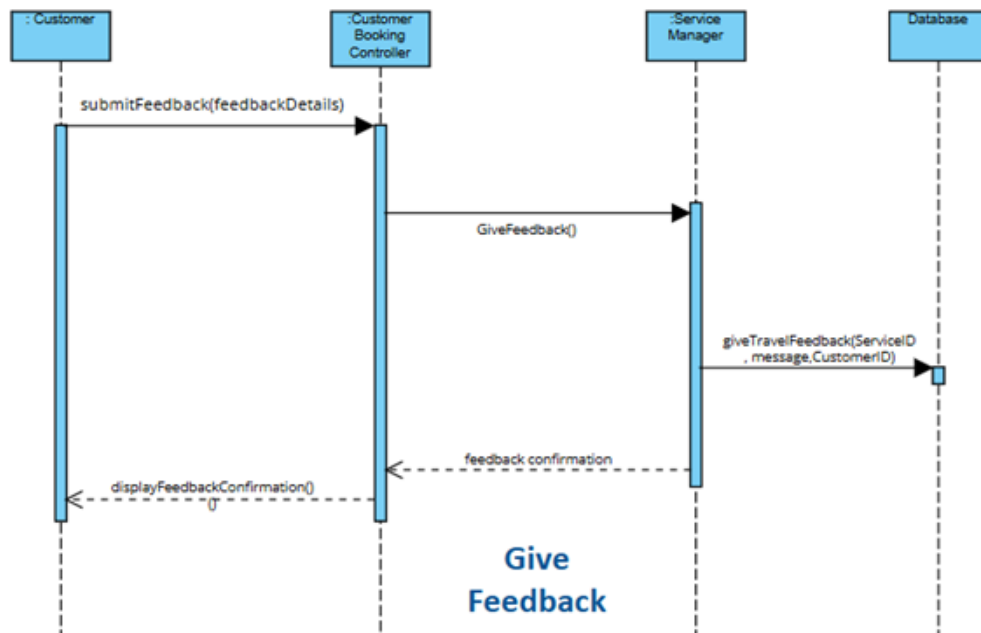 : Customer
:Customer
Booking
Controller
:Service
Manager
Database
submitFeedback(feedbackDetails)
GiveFeedback()
giveTravelFeedback(ServiceID
, message,CustomerID)
feedback confirmation
displayFeedbackConfirmation()
()
Give
Feedback